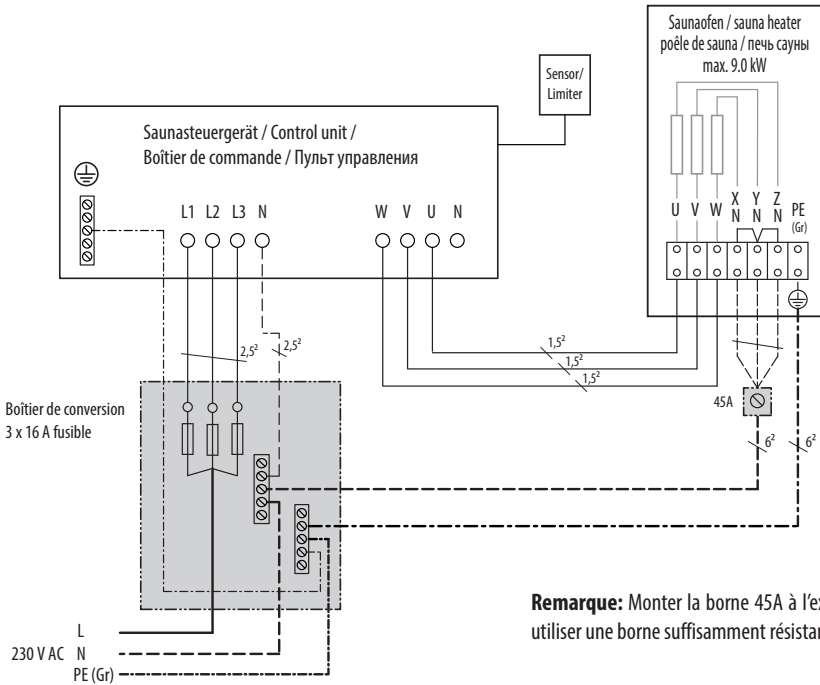 Saunaofen / sauna heater
poêle de sauna / печь сауны
max. 9.0 kW
Sensor/
Limiter
Saunasteuergerät / Control unit /
Boîtier de commande / Пульт управления
L1 L2 L3 N
W V U N
U V W X Y Z PE
N N N (Gr)
2,5² 2,5²
1,5²
1,5²
1,5²
Boîtier de conversion
3 x 16 A fusible
45A
6² 6²
Remarque: Monter la borne 45A à l'ex
utiliser une borne suffisamment résistan
L
230 V AC N
PE (Gr)